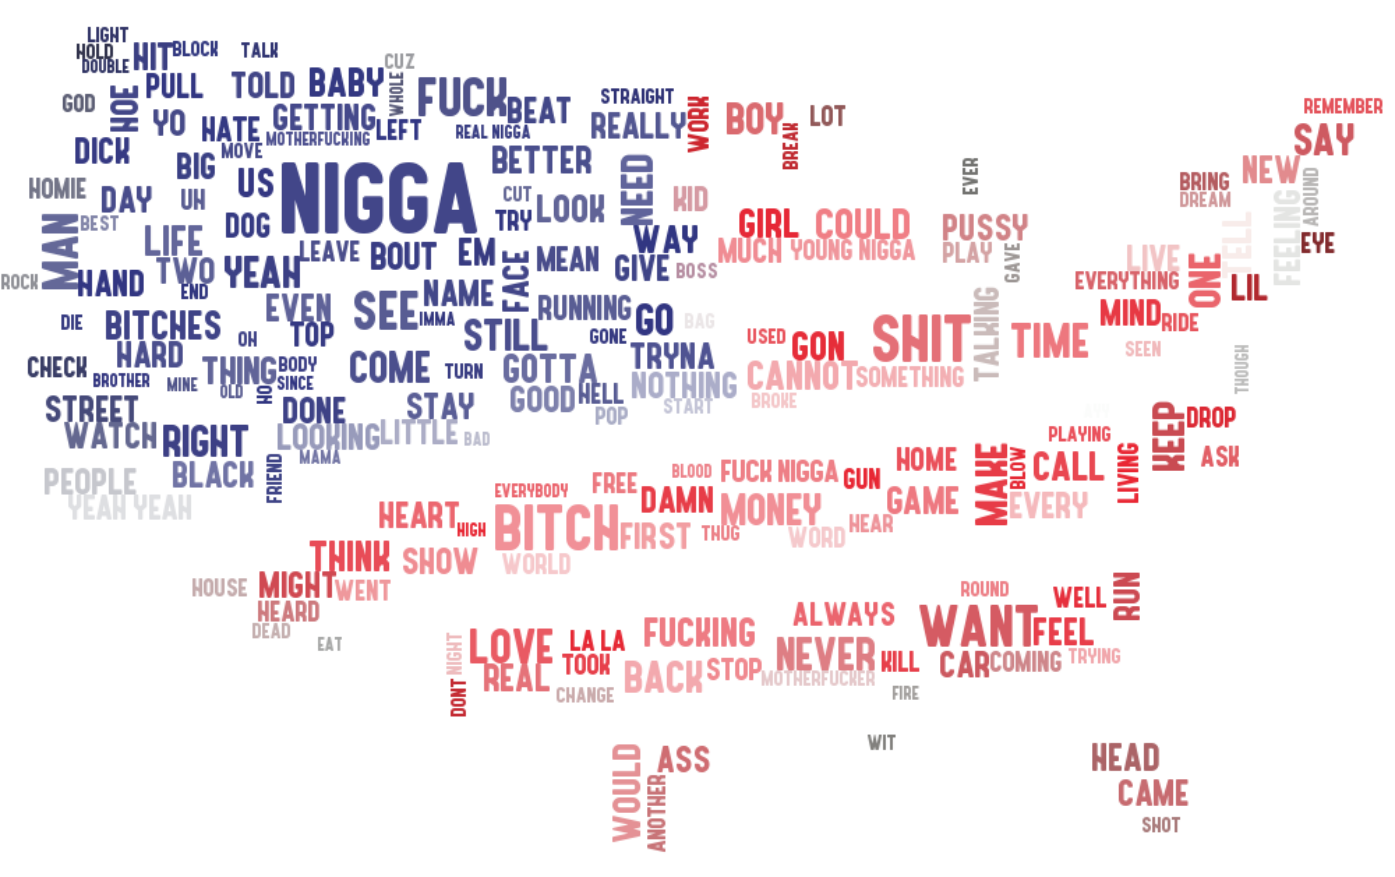 LIGHT
HOLD HIT BLOCK TALK
DOUBLE CUZ
PULL TOLD BABY WHOLE FUCK STRAIGHT
GOD HOE GETTING BEAT WORK BOY LOT REMEMBER
YO HATE MOTHERFUCKING LEFT REAL NIGGA REALLY BREAK SAY
DICK MOVE BETTER
BIG US NIGGA NEED EVER NEW
HOMIE DAY UH CUT LOOK KID BRING AROUND
DREAM
MAN BEST DOG TRY GIRL COULD PUSSY TELL FEELING
LIFE LEAVE BOUT EM MEAN WAY MUCH YOUNG NIGGA PLAY EYE
ROCK HAND TWO YEAH FACE GIVE BOSS GAVE LIVE
END NAME EVERYTHING ONE LIL
EVEN SEE IMMA RUNNING GO BAG TALKING MIND RIDE
DIE BITCHES OH TOP STILL GONE USED GON SHIT TIME SEEN
HARD TRYNA
CHECK THING BODY COME TURN GOTTA CANNOT SOMETHING THOUGH
BROTHER MINE OLD SINCE NOTHING
HO HELL
STREET DONE STAY GOOD POP START BROKE KEEP DROP
WATCH RIGHT LOOKING LITTLE BAD PLAYING
MAMA HOME ASK
PEOPLE BLACK FRIEND BLOOD FUCK NIGGA GUN MAKE BLOW CALL LIVING
EVERYBODY FREE
YEAH YEAH DAMN MONEY GAME EVERY
HEART HIGH BITCH FIRST THUG HEAR
WORD
THINK SHOW WORLD
HOUSE MIGHT WENT ROUND WELL RUN
HEARD ALWAYS
DEAD EAT NIGHT LOVE LA LA FUCKING WANT FEEL
TOOK NEVER KILL CAR COMING TRYING
REAL BACK STOP MOTHERFUCKER
DONT CHANGE FIRE
WIT
WOULD ASS HEAD
ANOTHER CAME
SHOT